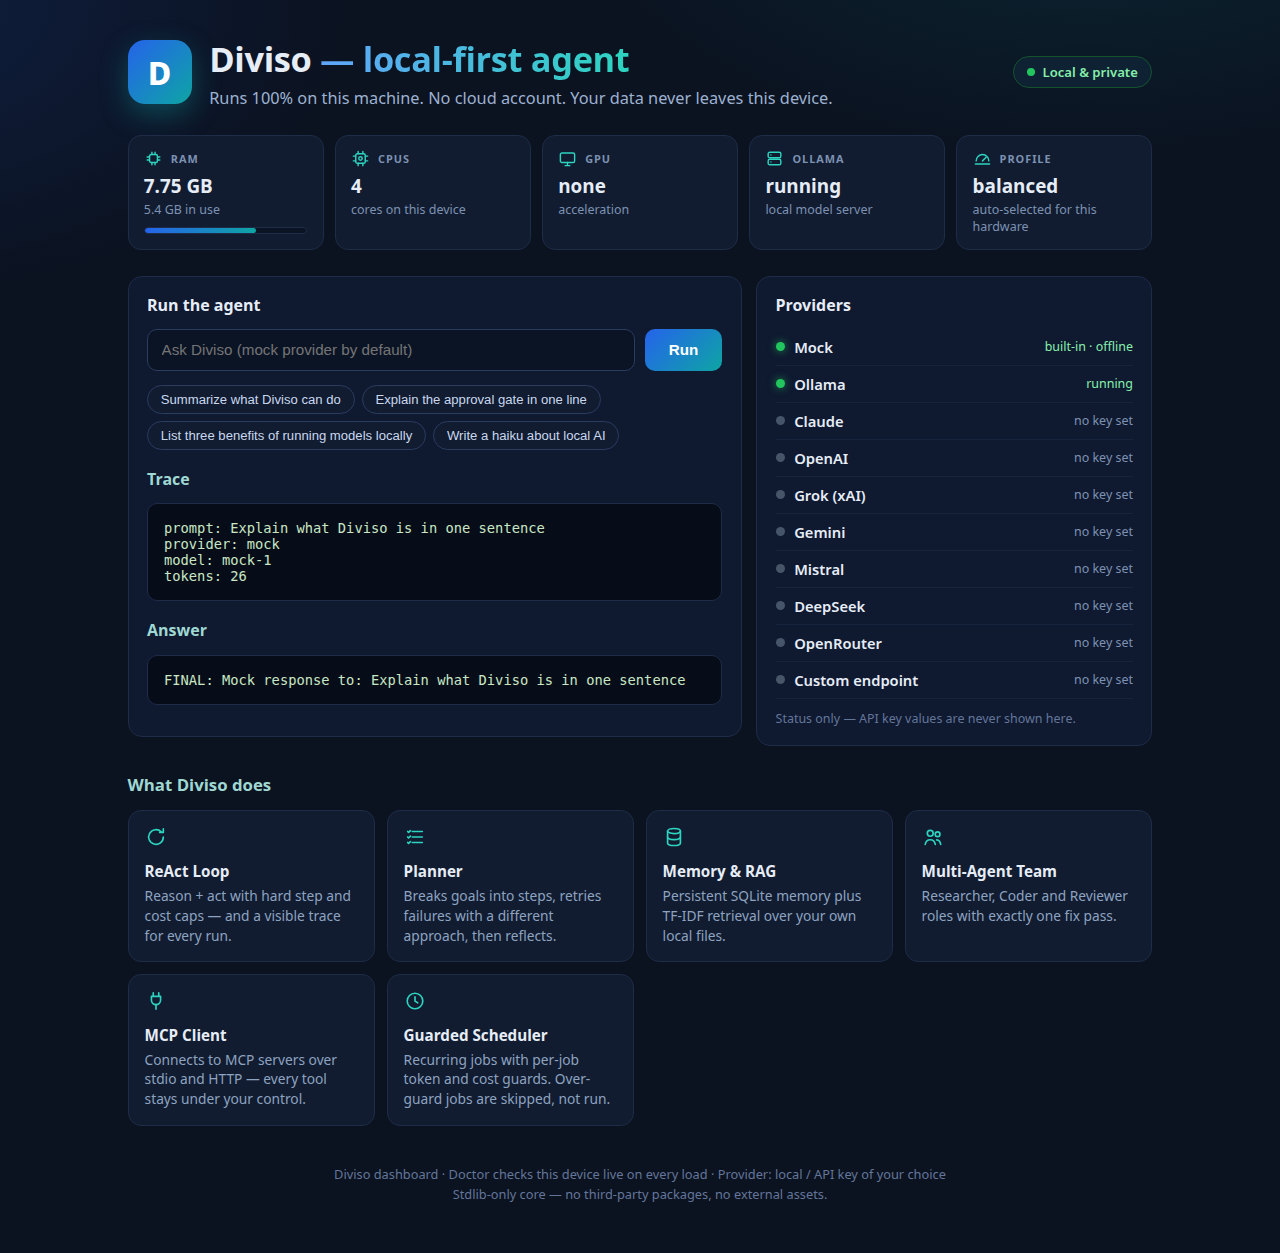 D
Diviso — local-first agent
Runs 100% on this machine. No cloud account. Your data never leaves this device.
Local & private
RAM
7.75 GB
5.4 GB in use
CPUS
4
cores on this device
GPU
none
acceleration
OLLAMA
running
local model server
PROFILE
balanced
auto-selected for this
hardware
Run the agent
Ask Diviso (mock provider by default)
Run
Summarize what Diviso can do
Explain the approval gate in one line
List three benefits of running models locally
Write a haiku about local AI
Trace
prompt: Explain what Diviso is in one sentence
provider: mock
model: mock-1
tokens: 26
Answer
FINAL: Mock response to: Explain what Diviso is in one sentence
Providers
Mock built-in · offline
Ollama running
Claude no key set
OpenAI no key set
Grok (xAI) no key set
Gemini no key set
Mistral no key set
DeepSeek no key set
OpenRouter no key set
Custom endpoint no key set
Status only — API key values are never shown here.
What Diviso does
ReAct Loop
Reason + act with hard step and
cost caps — and a visible trace
for every run.
Planner
Breaks goals into steps, retries
failures with a different
approach, then reflects.
Memory & RAG
Persistent SQLite memory plus
TF-IDF retrieval over your own
local files.
Multi-Agent Team
Researcher, Coder and Reviewer
roles with exactly one fix pass.
MCP Client
Connects to MCP servers over
stdio and HTTP — every tool
stays under your control.
Guarded Scheduler
Recurring jobs with per-job
token and cost guards. Over-
guard jobs are skipped, not run.
Diviso dashboard · Doctor checks this device live on every load · Provider: local / API key of your choice
Stdlib-only core — no third-party packages, no external assets.